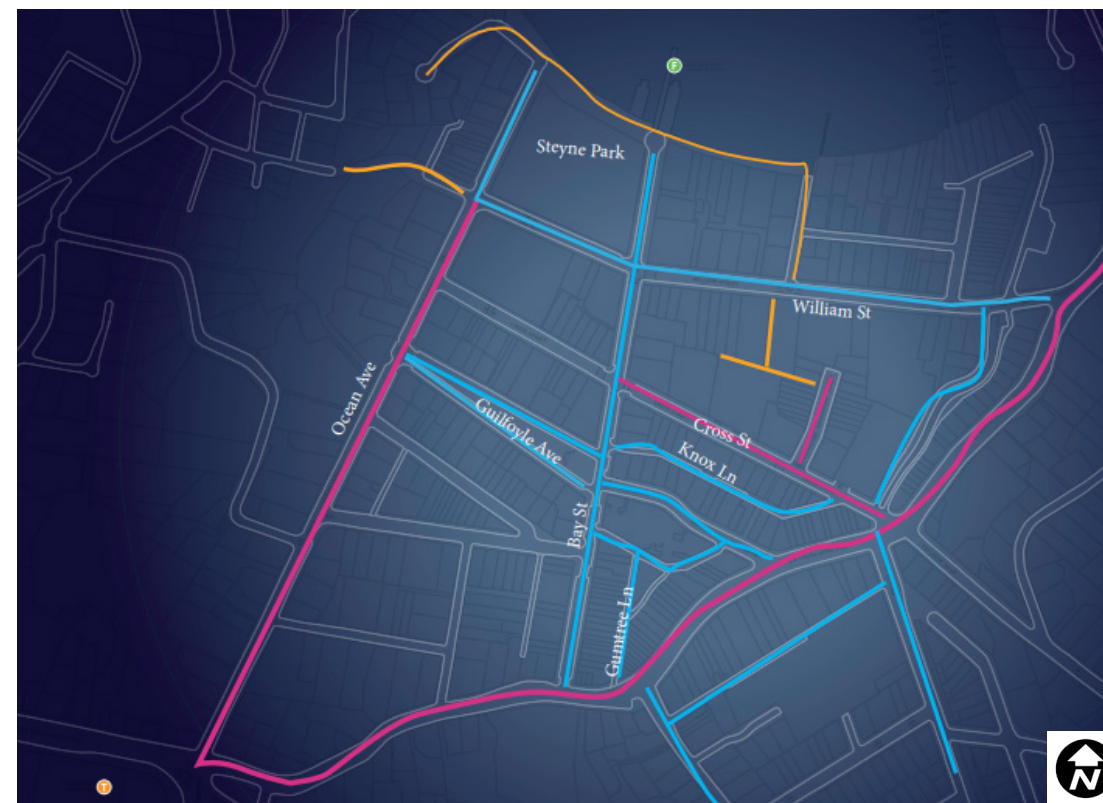 F
Steyne Park
William St
Ocean Ave
Guilfoyle Ave
Cross St
Knox Ln
Bay St
Gumtree Ln
T
N